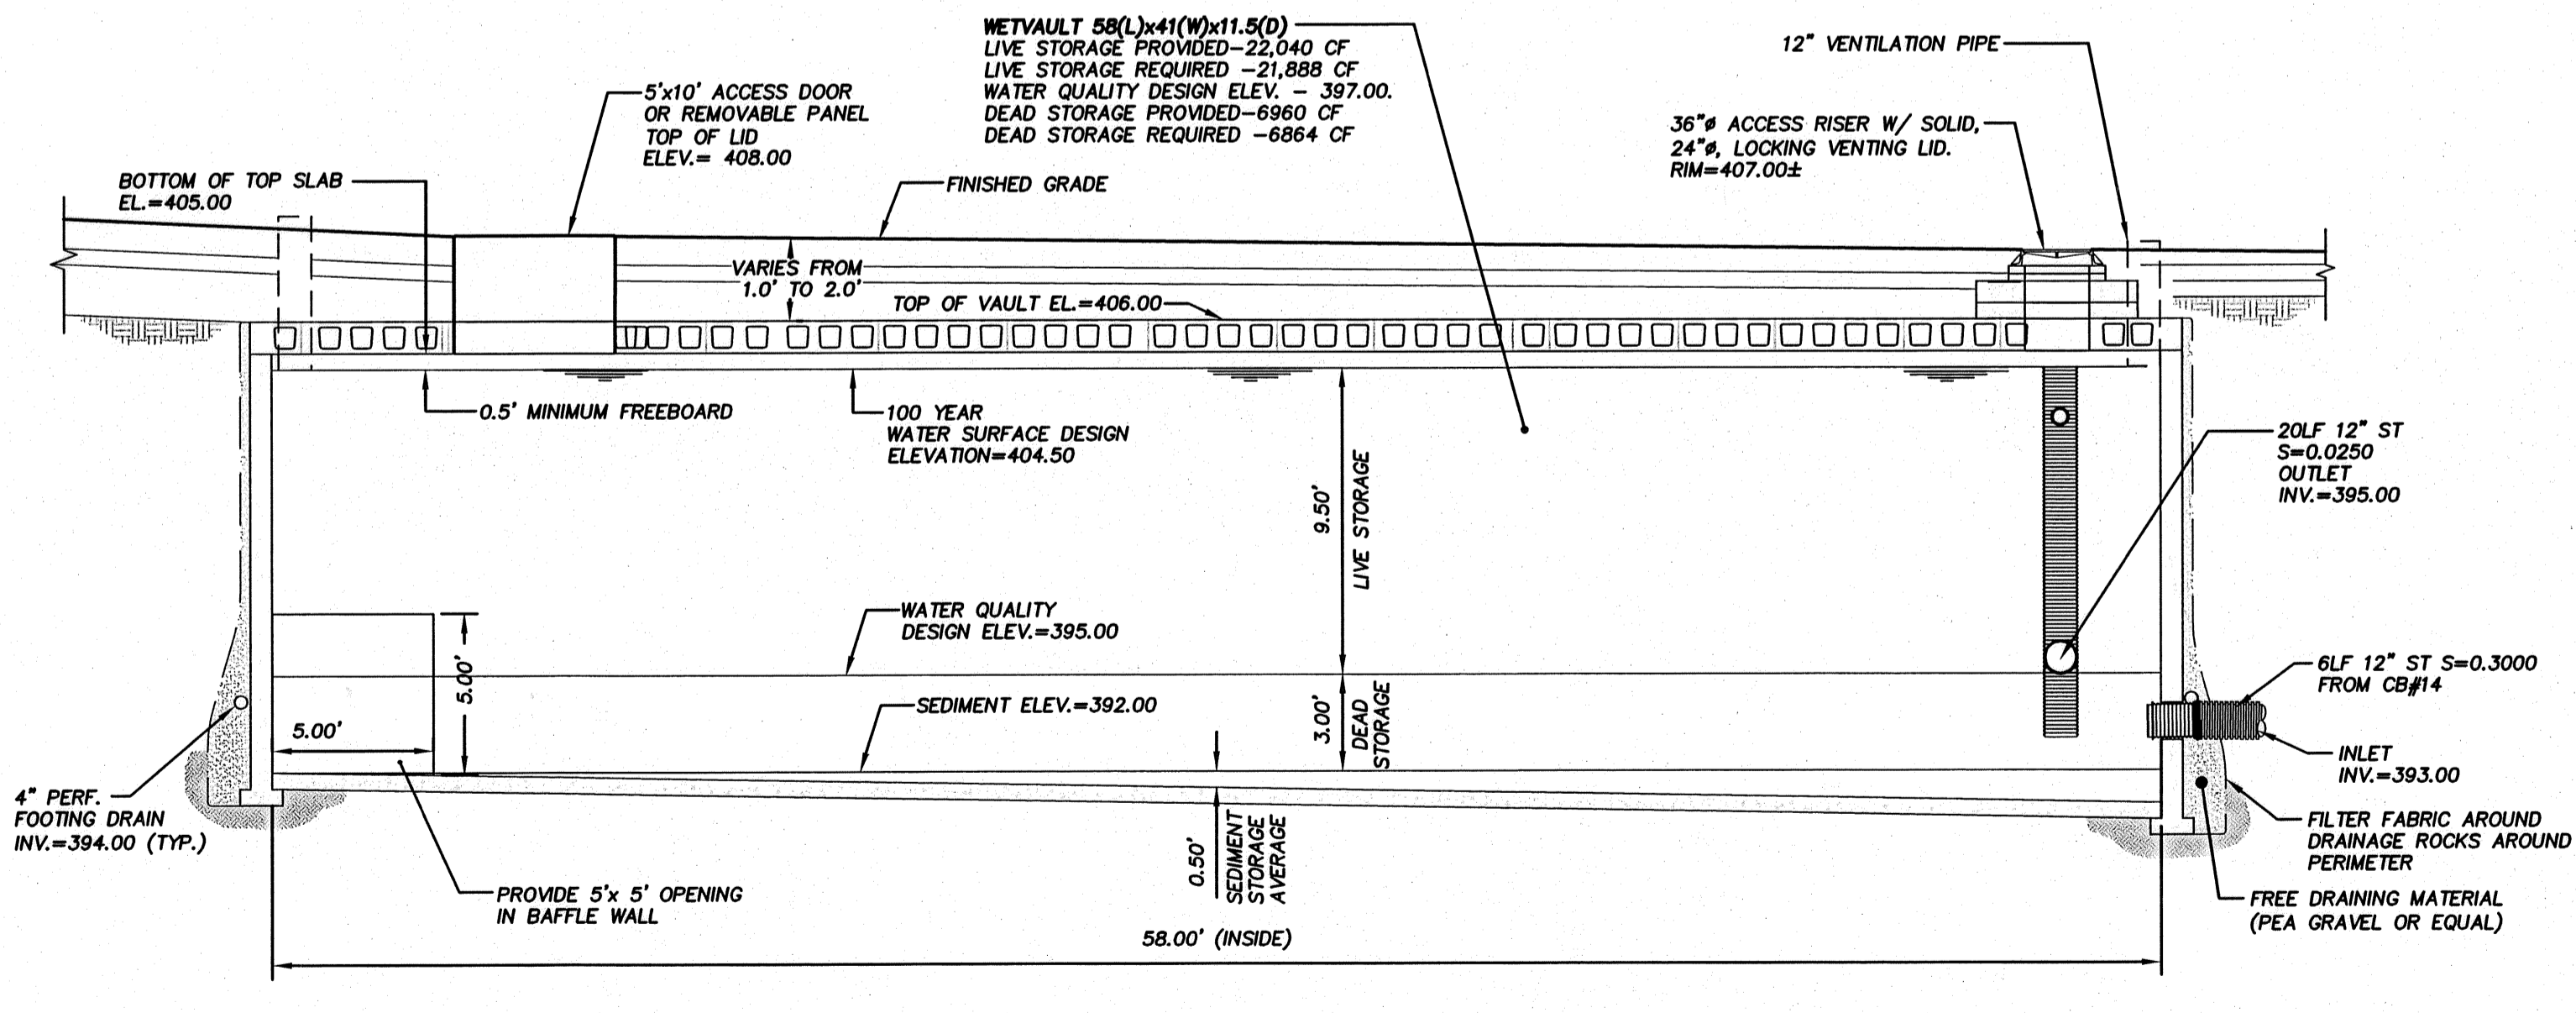 WETVAULT 58(L)x41(W)x11.5(D)
LIVE STORAGE PROVIDED-22,040 CF
LIVE STORAGE REQUIRED -21,888 CF
WATER QUALITY DESIGN ELEV. - 397.00.
DEAD STORAGE PROVIDED-6960 CF
DEAD STORAGE REQUIRED -6864 CF
12" VENTILATION PIPE
5'x10' ACCESS DOOR
OR REMOVABLE PANEL
TOP OF LID
ELEV.= 408.00
36"ø ACCESS RISER W/ SOLID,
24"ø, LOCKING VENTING LID.
RIM=407.00±
BOTTOM OF TOP SLAB
EL.=405.00
FINISHED GRADE
VARIES FROM
1.0' TO 2.0'
TOP OF VAULT EL.=406.00
0.5' MINIMUM FREEBOARD
100 YEAR
WATER SURFACE DESIGN
ELEVATION=404.50
20LF 12" ST
S=0.0250
OUTLET
INV.=395.00
9.50'
LIVE STORAGE
WATER QUALITY
DESIGN ELEV.=395.00
5.00'
5.00'
SEDIMENT ELEV.=392.00
3.00'
DEAD
STORAGE
6LF 12" ST S=0.3000
FROM CB#14
INLET
INV.=393.00
4" PERF.
FOOTING DRAIN
INV.=394.00 (TYP.)
FILTER FABRIC AROUND
DRAINAGE ROCKS AROUND
PERIMETER
0.50'
SEDIMENT
STORAGE
AVERAGE
PROVIDE 5'x 5' OPENING
IN BAFFLE WALL
FREE DRAINING MATERIAL
(PEA GRAVEL OR EQUAL)
58.00' (INSIDE)